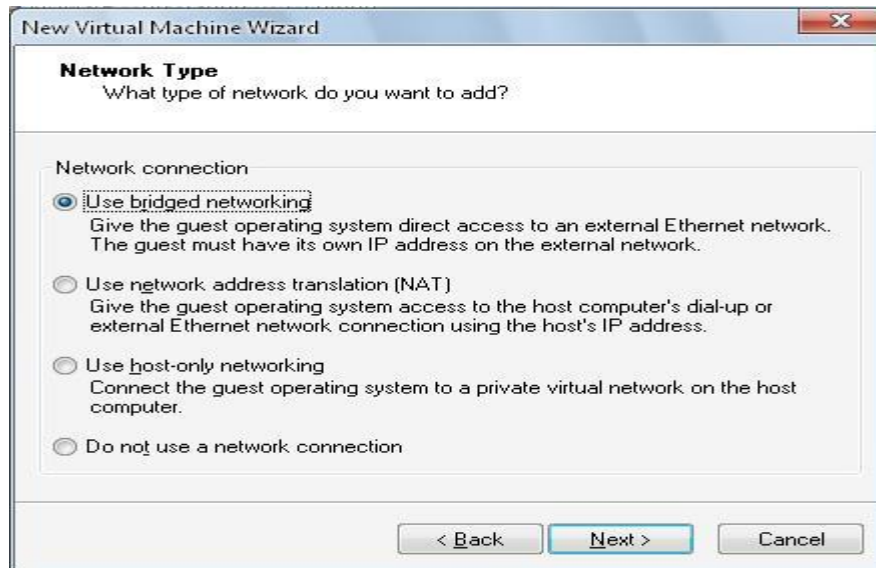 New Virtual Machine Wizard
Network Type
What type of network do you want to add?
Network connection
Use bridged networking
Give the guest operating system direct access to an external Ethernet network.
The guest must have its own IP address on the external network.
Use network address translation (NAT)
Give the guest operating system access to the host computer's dial-up or
external Ethernet network connection using the host's IP address.
Use host-only networking
Connect the guest operating system to a private virtual network on the host
computer.
Do not use a network connection
< Back
Next >
Cancel